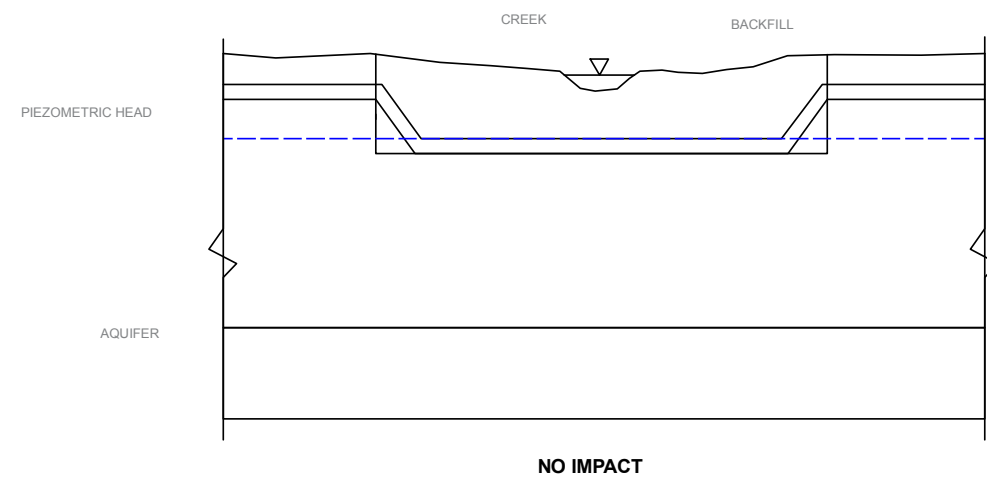 CREEK
BACKFILL
PIEZOMETRIC HEAD
AQUIFER
NO IMPACT